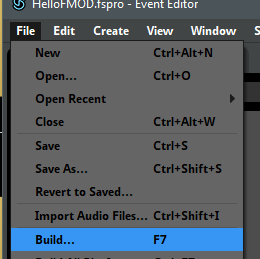 HelloFMOD.fspro - Event Editor
File Edit Create View Window
New Ctrl+Alt+N
Open... Ctrl+O
Open Recent
Close Ctrl+Alt+W
Save Ctrl+S
Save As... Ctrl+Shift+S
Revert to Saved...
Import Audio Files... Ctrl+Shift+I
Build... F7